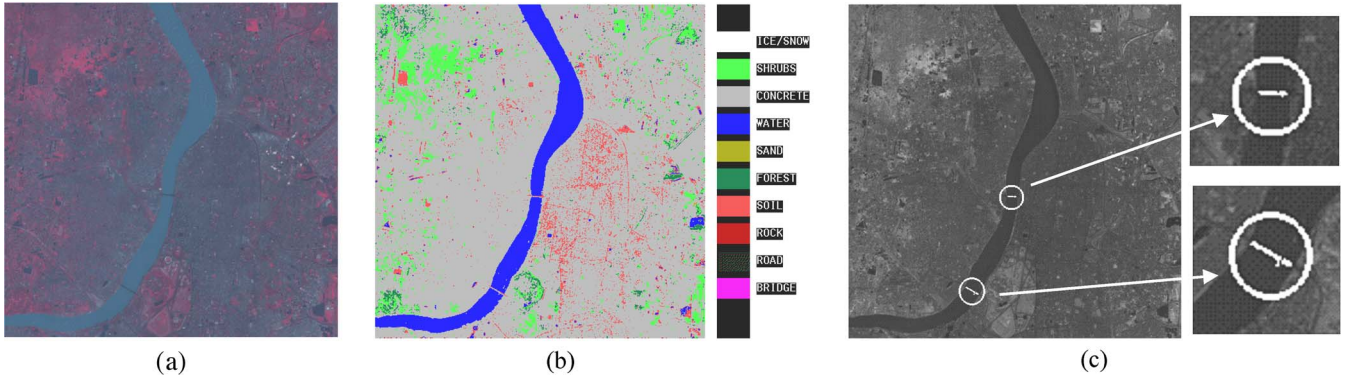 ICE/SNOW
SHRUBS
CONCRETE
WATER
SAND
FOREST
SOIL
ROCK
ROAD
BRIDGE
(a)
(b)
(c)